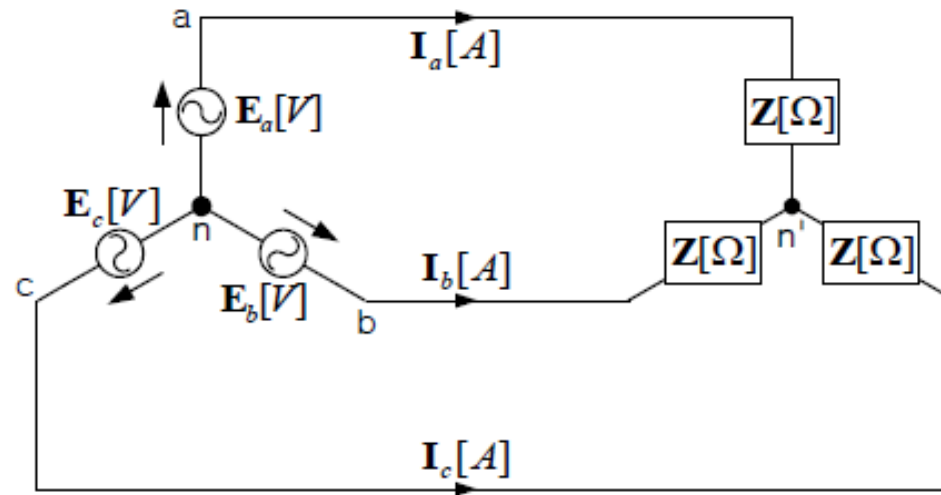 a
I_a[A]
E_a[V]
Z[Ω]
E_c[V]
n
n'
Z[Ω]
Z[Ω]
c
E_b[V]
b
I_b[A]
I_c[A]